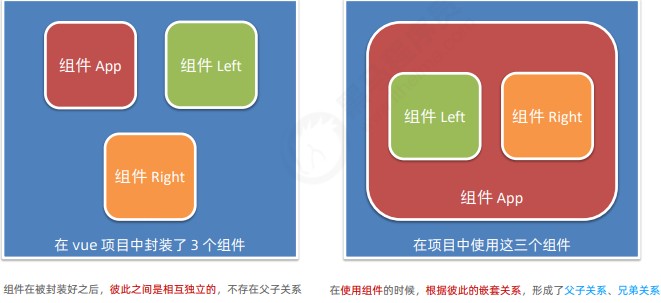 组件 App
组件 Left
组件 Right
在 vue 项目中封装了 3 个组件
组件在被封装好之后，彼此之间是相互独立的，不存在父子关系
组件 Left
组件 Right
组件 App
在项目中使用这三个组件
在使用组件的时候，根据彼此的嵌套关系，形成了父子关系、兄弟关系